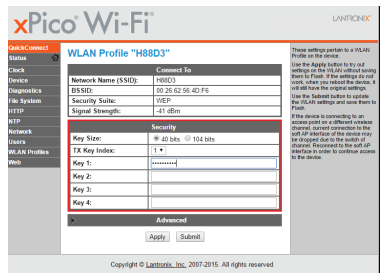 xPico® Wi-Fi®
LANTRONIX®
QuickConnect
Status
Clock
Device
Diagnostics
File System
HTTP
NTP
Network
Users
WLAN Profiles
Web
WLAN Profile "H88D3"
Connect To
Network Name (SSID): H88D3
BSSID: 00:26:62:56:4D:F6
Security Suite: WEP
Signal Strength: -41 dBm
Security
Key Size: 40 bits 104 bits
TX Key Index: 1
Key 1: ••••••••••
Key 2:
Key 3:
Key 4:
Advanced
Apply Submit
These settings pertain to a WLAN
Profile on the device.
Use the Apply button to try out
settings on the WLAN without saving
them to Flash. If the settings do not
work, when you reboot the device, it
will still have the original settings.
Use the Submit button to update
the WLAN settings and save them to
Flash.
If the device is connecting to an
access point on a different wireless
channel, current connection to the
soft AP interface of the device may
be dropped due to the switch of
channel. Reconnect to the soft AP
interface in order to continue access
to the device.
Copyright © Lantronix, Inc. 2007-2015. All rights reserved.